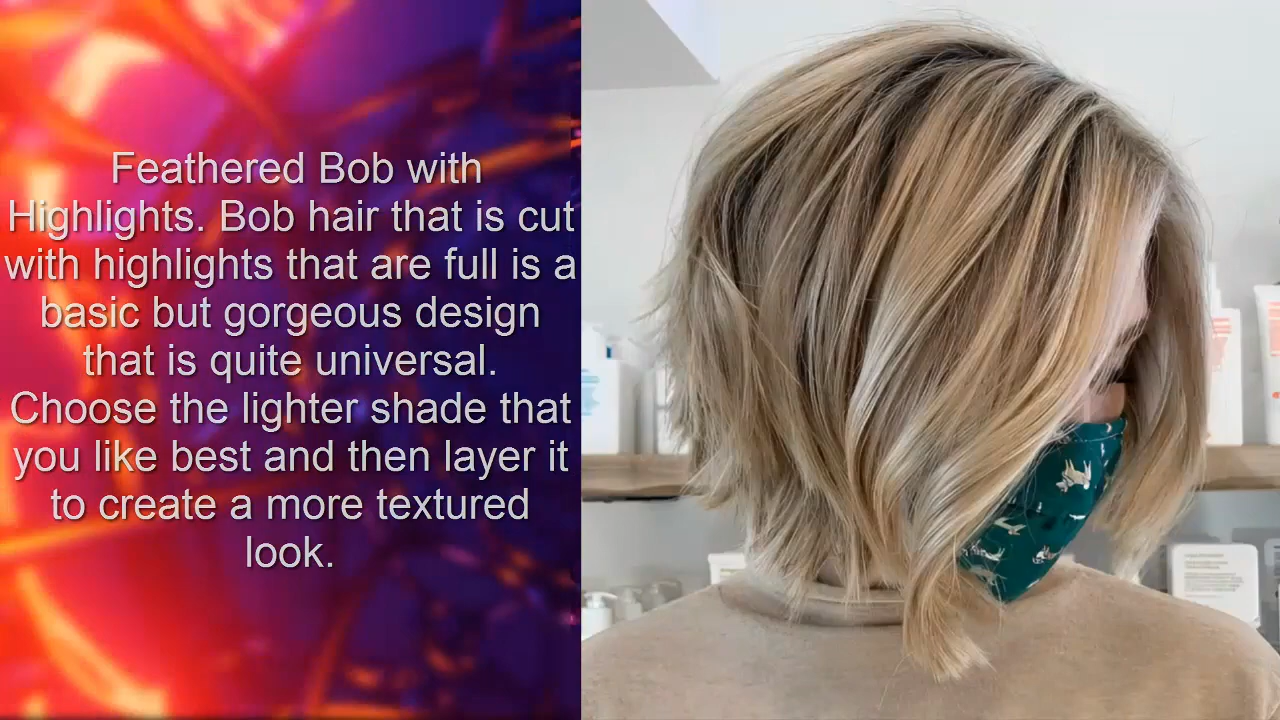 Feathered Bob with
Highlights. Bob hair that is cut
with highlights that are full is a
basic but gorgeous design
that is quite universal.
Choose the lighter shade that
you like best and then layer it
to create a more textured
look.